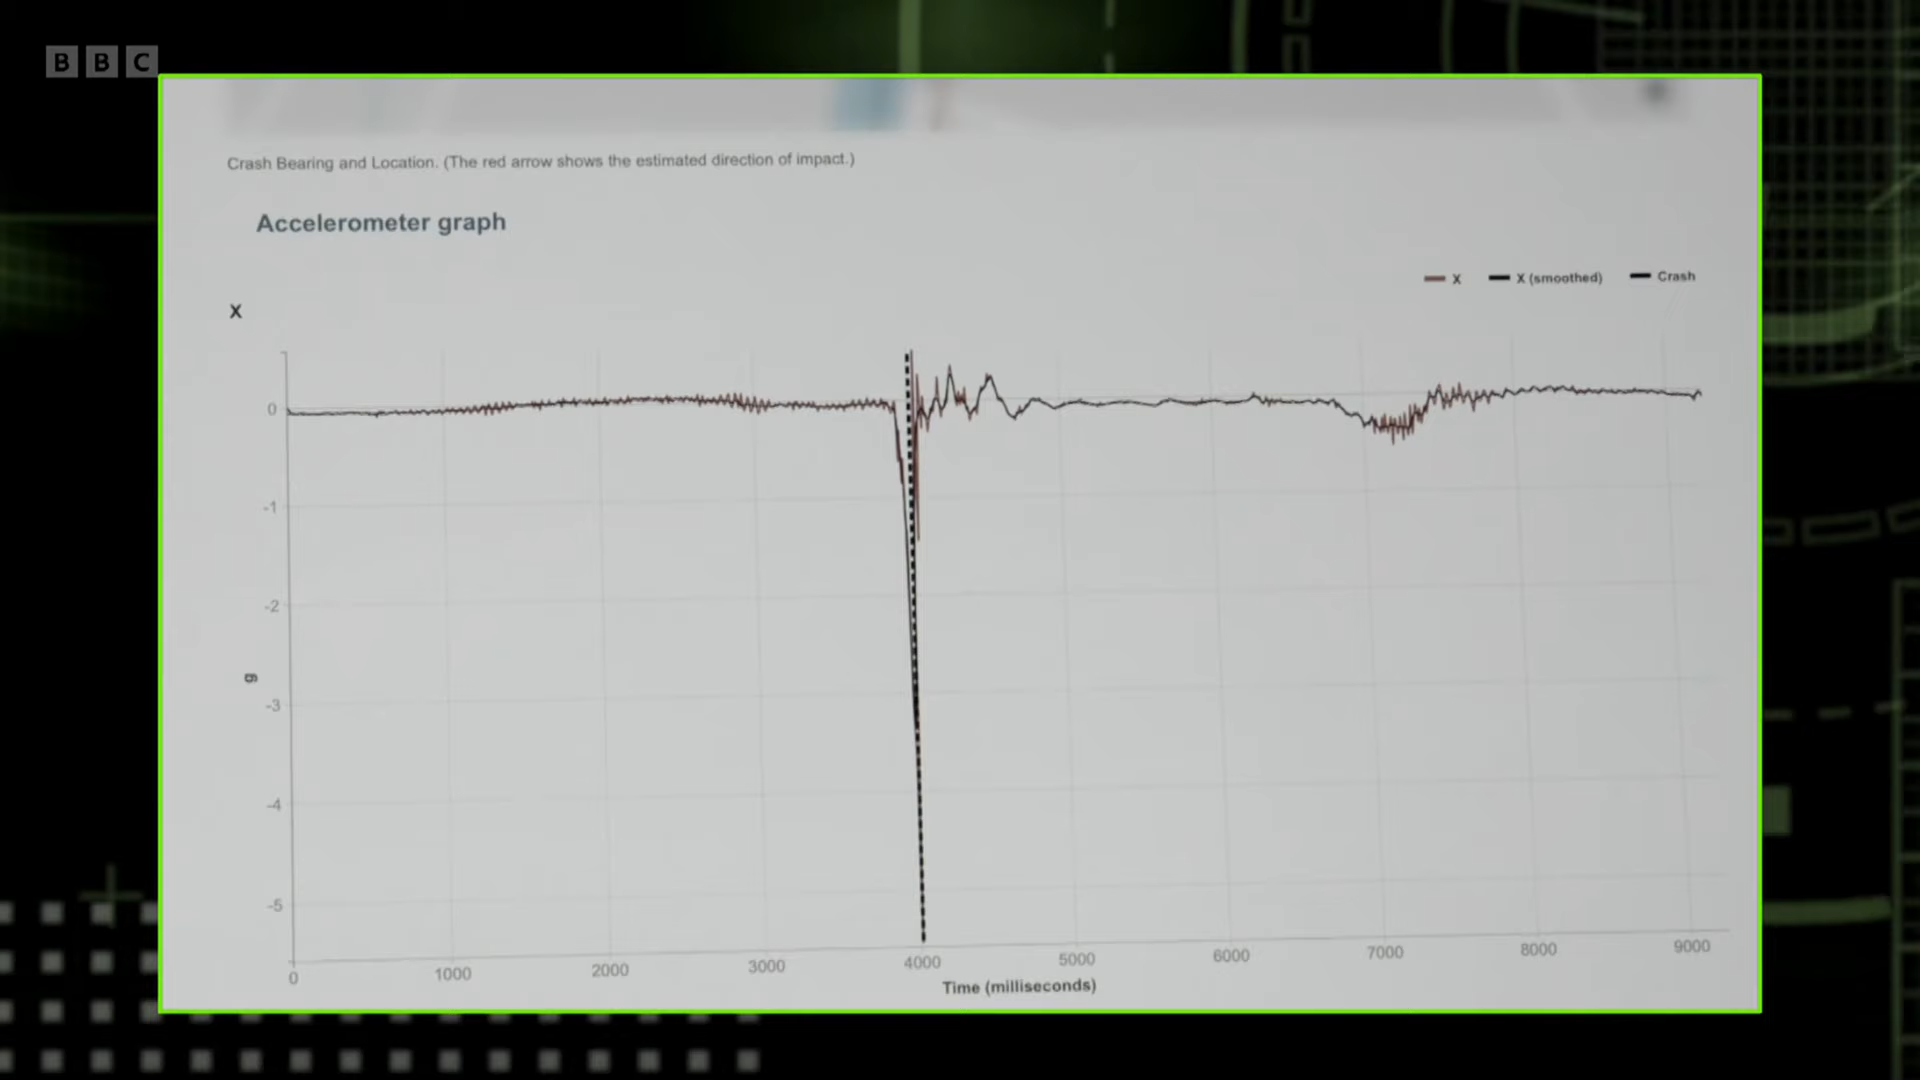 BBC
Crash Bearing and Location. (The red arrow shows the estimated direction of impact.)
Accelerometer graph
X X (smoothed) Crash
X
0
-1
-2
-3
-4
-5
g
0 1000 2000 3000 4000 5000 6000 7000 8000 9000
Time (milliseconds)